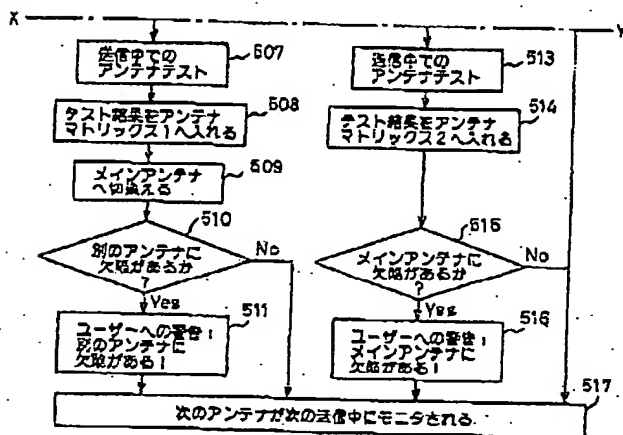 X
Y
送信中での
アンテナテスト
507
テスト結果をアンテナ
マトリックス1へ入れる
508
メインアンテナ
へ切換える
509
別のアンテナに
欠陥があるか
?
510
No
Yes
ユーザーへの警告:
別のアンテナに
欠陥がある!
511
送信中での
アンテナテスト
513
テスト結果をアンテナ
マトリックス2へ入れる
514
メインアンテナに
欠陥があるか
?
515
No
Yes
ユーザーへの警告:
メインアンテナに
欠陥がある!
516
次のアンテナが次の送信中にモニタされる
517